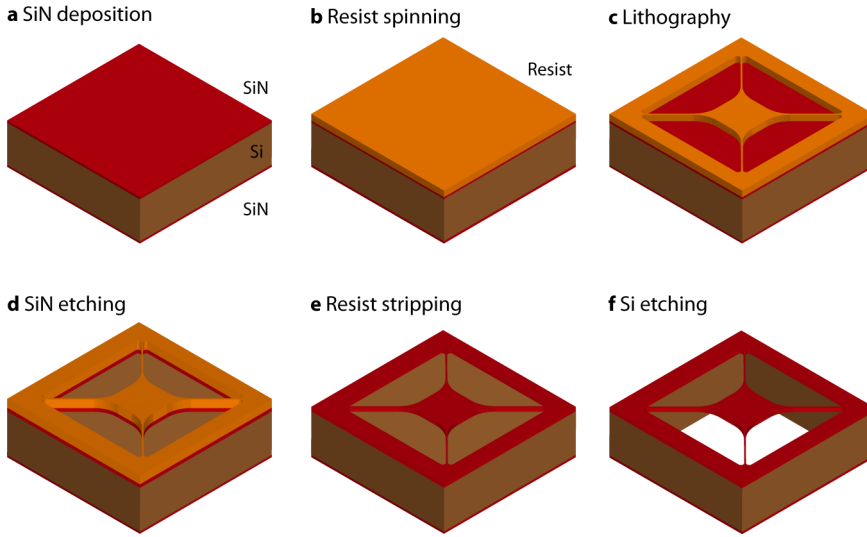 a SiN deposition
SiN
Si
SiN
b Resist spinning
Resist
c Lithography
d SiN etching
e Resist stripping
f Si etching